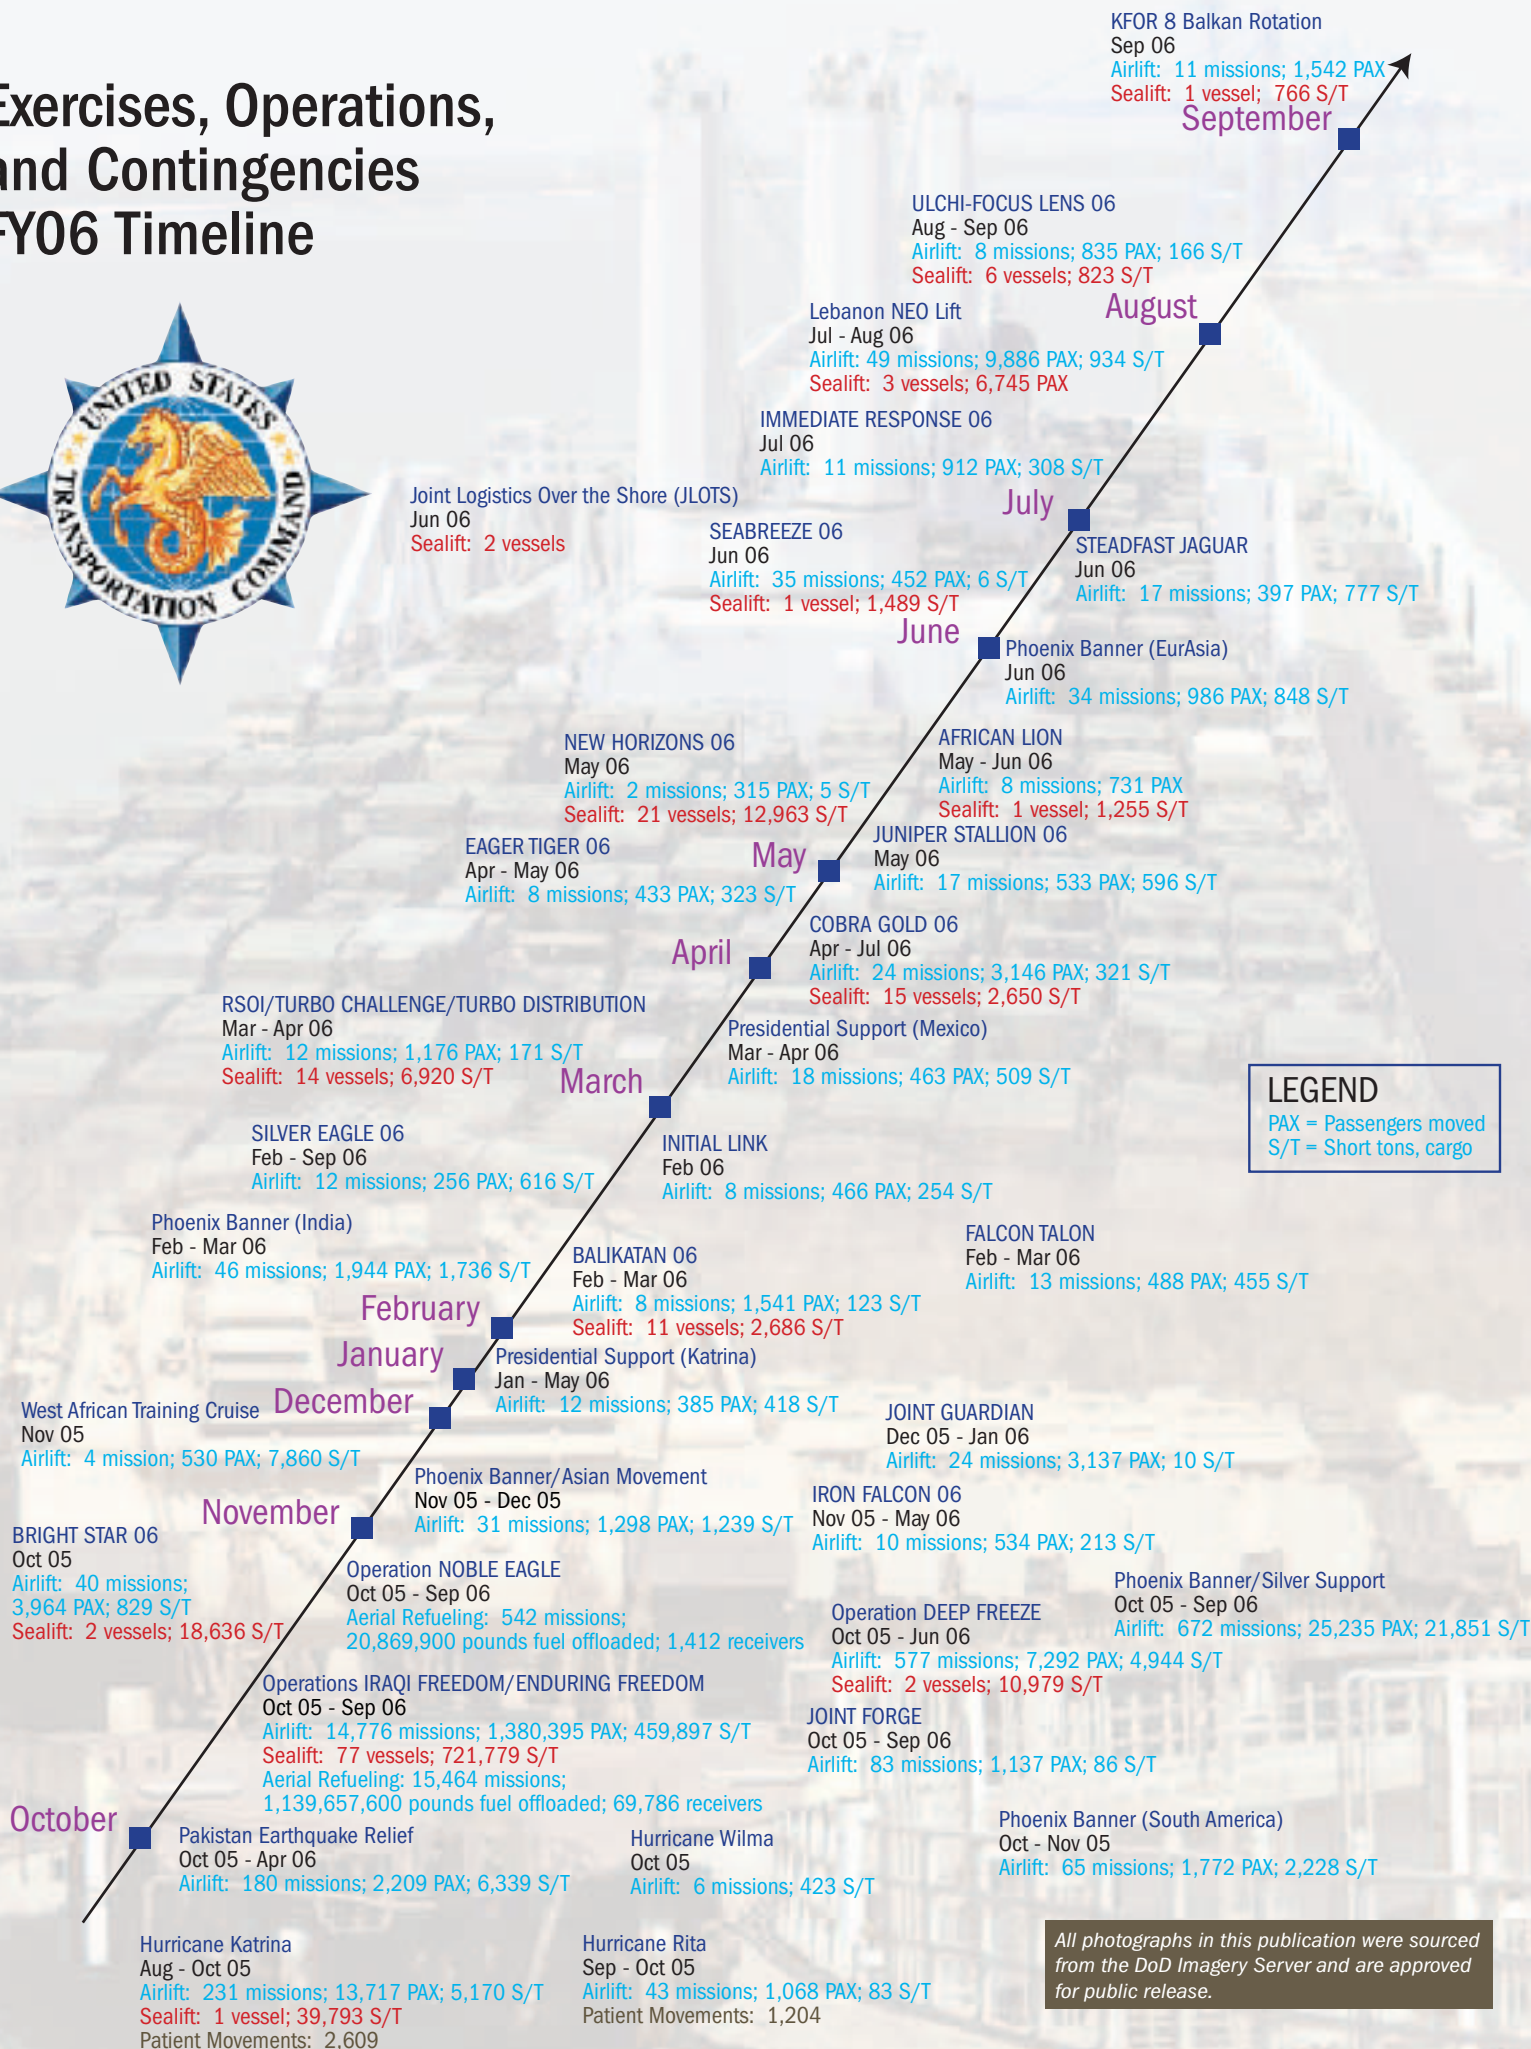 Exercises, Operations,
and Contingencies
FY06 Timeline
UNITED STATES
TRANSPORTATION COMMAND
KFOR 8 Balkan Rotation
Sep 06
Airlift: 11 missions; 1,542 PAX
Sealift: 1 vessel; 766 S/T
September
ULCHI-FOCUS LENS 06
Aug - Sep 06
Airlift: 8 missions; 835 PAX; 166 S/T
Sealift: 6 vessels; 823 S/T
August
Lebanon NEO Lift
Jul - Aug 06
Airlift: 49 missions; 9,886 PAX; 934 S/T
Sealift: 3 vessels; 6,745 PAX
IMMEDIATE RESPONSE 06
Jul 06
Airlift: 11 missions; 912 PAX; 308 S/T
July
Joint Logistics Over the Shore (JLOTS)
Jun 06
Sealift: 2 vessels
SEABREEZE 06
Jun 06
Airlift: 35 missions; 452 PAX; 6 S/T
Sealift: 1 vessel; 1,489 S/T
STEADFAST JAGUAR
Jun 06
Airlift: 17 missions; 397 PAX; 777 S/T
June
Phoenix Banner (EurAsia)
Jun 06
Airlift: 34 missions; 986 PAX; 848 S/T
NEW HORIZONS 06
May 06
Airlift: 2 missions; 315 PAX; 5 S/T
Sealift: 21 vessels; 12,963 S/T
AFRICAN LION
May - Jun 06
Airlift: 8 missions; 731 PAX
Sealift: 1 vessel; 1,255 S/T
EAGER TIGER 06
Apr - May 06
Airlift: 8 missions; 433 PAX; 323 S/T
May
JUNIPER STALLION 06
May 06
Airlift: 17 missions; 533 PAX; 596 S/T
April
COBRA GOLD 06
Apr - Jul 06
Airlift: 24 missions; 3,146 PAX; 321 S/T
Sealift: 15 vessels; 2,650 S/T
RSOI/TURBO CHALLENGE/TURBO DISTRIBUTION
Mar - Apr 06
Airlift: 12 missions; 1,176 PAX; 171 S/T
Sealift: 14 vessels; 6,920 S/T
March
Presidential Support (Mexico)
Mar - Apr 06
Airlift: 18 missions; 463 PAX; 509 S/T
LEGEND
PAX = Passengers moved
S/T = Short tons, cargo
SILVER EAGLE 06
Feb - Sep 06
Airlift: 12 missions; 256 PAX; 616 S/T
INITIAL LINK
Feb 06
Airlift: 8 missions; 466 PAX; 254 S/T
Phoenix Banner (India)
Feb - Mar 06
Airlift: 46 missions; 1,944 PAX; 1,736 S/T
BALIKATAN 06
Feb - Mar 06
Airlift: 8 missions; 1,541 PAX; 123 S/T
Sealift: 11 vessels; 2,686 S/T
FALCON TALON
Feb - Mar 06
Airlift: 13 missions; 488 PAX; 455 S/T
February
January
Presidential Support (Katrina)
Jan - May 06
Airlift: 12 missions; 385 PAX; 418 S/T
December
West African Training Cruise
Nov 05
Airlift: 4 mission; 530 PAX; 7,860 S/T
JOINT GUARDIAN
Dec 05 - Jan 06
Airlift: 24 missions; 3,137 PAX; 10 S/T
Phoenix Banner/Asian Movement
Nov 05 - Dec 05
Airlift: 31 missions; 1,298 PAX; 1,239 S/T
IRON FALCON 06
Nov 05 - May 06
Airlift: 10 missions; 534 PAX; 213 S/T
November
BRIGHT STAR 06
Oct 05
Airlift: 40 missions;
3,964 PAX; 829 S/T
Sealift: 2 vessels; 18,636 S/T
Operation NOBLE EAGLE
Oct 05 - Sep 06
Aerial Refueling: 542 missions;
20,869,900 pounds fuel offloaded; 1,412 receivers
Phoenix Banner/Silver Support
Oct 05 - Sep 06
Airlift: 672 missions; 25,235 PAX; 21,851 S/T
Operation DEEP FREEZE
Oct 05 - Jun 06
Airlift: 577 missions; 7,292 PAX; 4,944 S/T
Sealift: 2 vessels; 10,979 S/T
Operations IRAQI FREEDOM/ENDURING FREEDOM
Oct 05 - Sep 06
Airlift: 14,776 missions; 1,380,395 PAX; 459,897 S/T
Sealift: 77 vessels; 721,779 S/T
Aerial Refueling: 15,464 missions;
1,139,657,600 pounds fuel offloaded; 69,786 receivers
JOINT FORGE
Oct 05 - Sep 06
Airlift: 83 missions; 1,137 PAX; 86 S/T
October
Pakistan Earthquake Relief
Oct 05 - Apr 06
Airlift: 180 missions; 2,209 PAX; 6,339 S/T
Hurricane Wilma
Oct 05
Airlift: 6 missions; 423 S/T
Phoenix Banner (South America)
Oct - Nov 05
Airlift: 65 missions; 1,772 PAX; 2,228 S/T
Hurricane Katrina
Aug - Oct 05
Airlift: 231 missions; 13,717 PAX; 5,170 S/T
Sealift: 1 vessel; 39,793 S/T
Patient Movements: 2,609
Hurricane Rita
Sep - Oct 05
Airlift: 43 missions; 1,068 PAX; 83 S/T
Patient Movements: 1,204
All photographs in this publication were sourced
from the DoD Imagery Server and are approved
for public release.